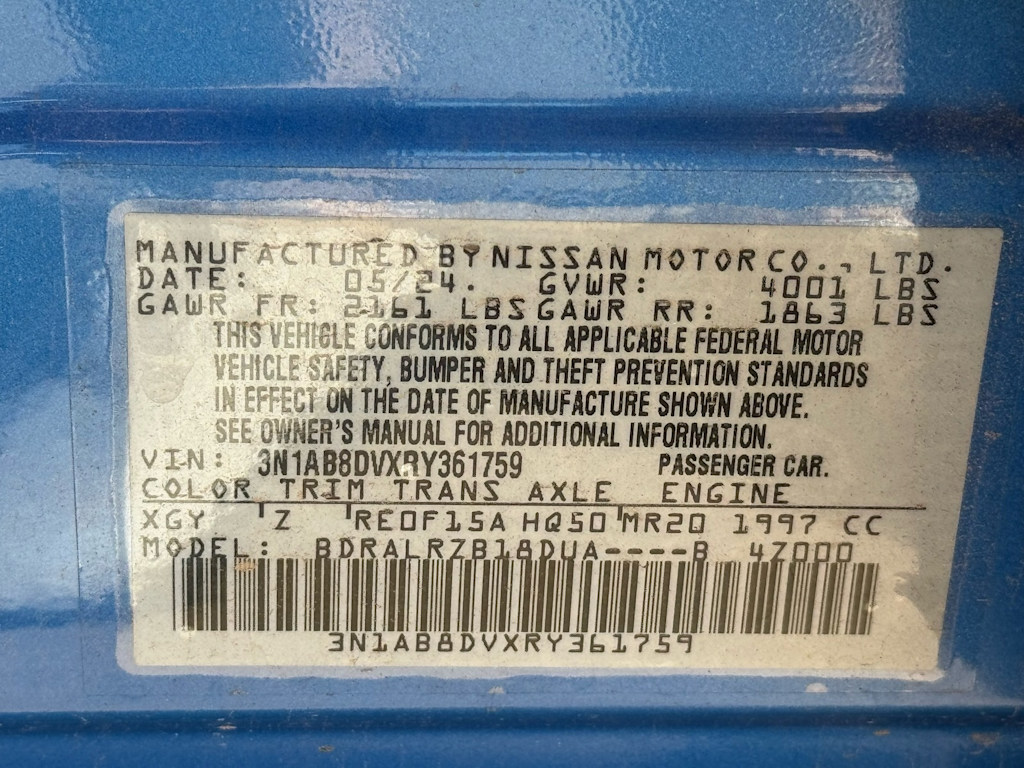 MANUFACTURED BY NISSAN MOTOR CO., LTD.
DATE: 05/24. GVWR: 4001 LBS
GAWR FR: 2161 LBS GAWR RR: 1863 LBS
THIS VEHICLE CONFORMS TO ALL APPLICABLE FEDERAL MOTOR
VEHICLE SAFETY, BUMPER AND THEFT PREVENTION STANDARDS
IN EFFECT ON THE DATE OF MANUFACTURE SHOWN ABOVE.
SEE OWNER'S MANUAL FOR ADDITIONAL INFORMATION.
VIN: 3N1AB8DVXRY361759 PASSENGER CAR.
COLOR TRIM TRANS AXLE ENGINE
XGY Z RE0F15A HQ50 MR20 1997 CC
MODEL: BDRALRZB18DUA----B 4Z000
3N1AB8DVXRY361759